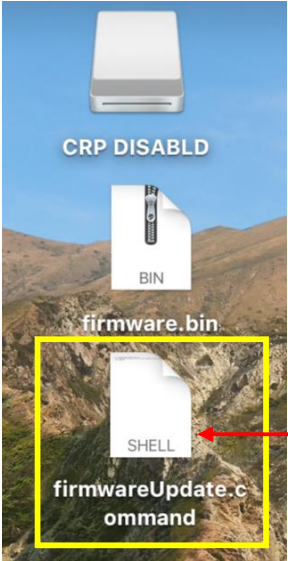 CRP DISABLD
BIN
firmware.bin
SHELL
firmwareUpdate.c
ommand